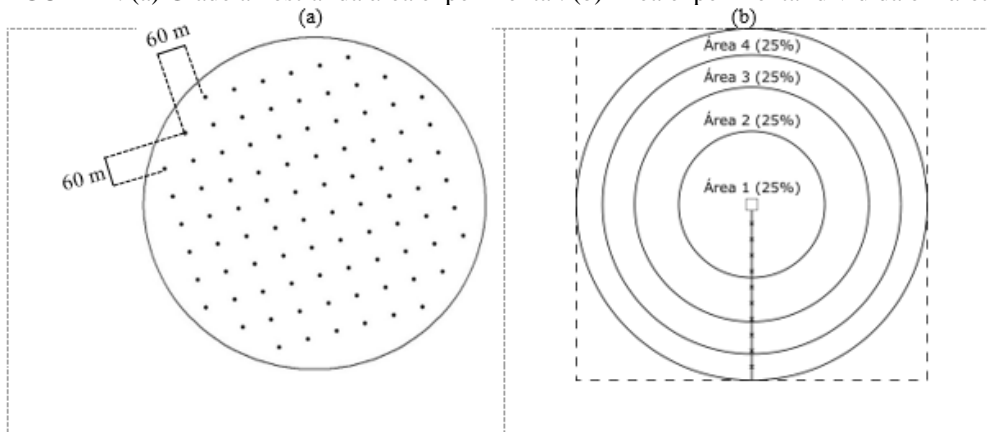 (a)
60 m
60 m
(b)
Área 4 (25%)
Área 3 (25%)
Área 2 (25%)
Área 1 (25%)